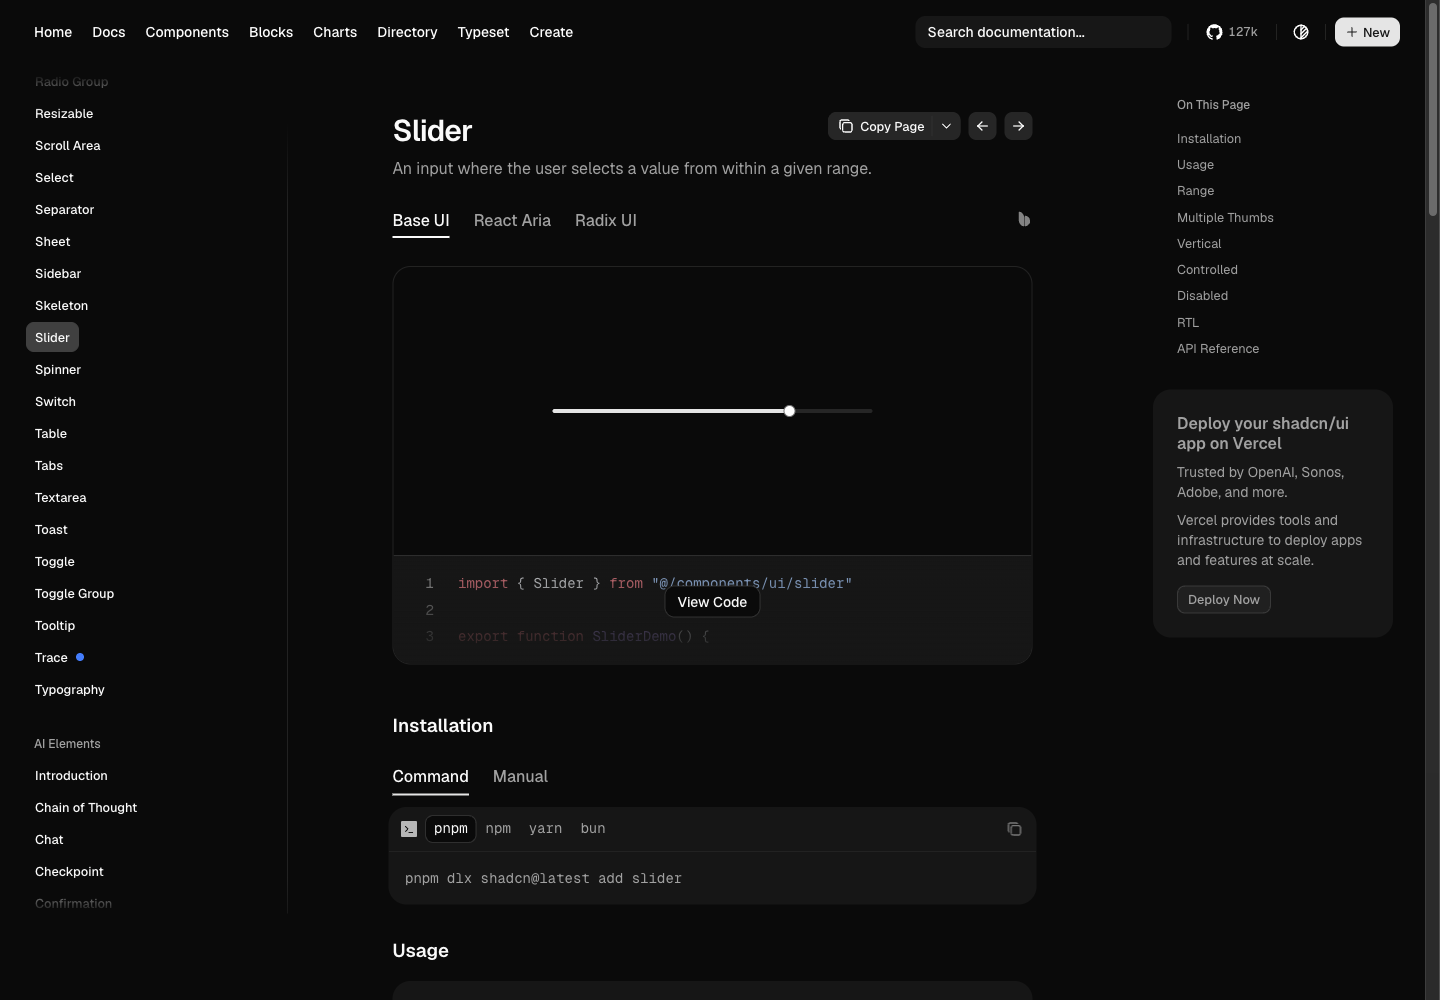 Home Docs Components Blocks Charts Directory Typeset Create
Search documentation...
127k
New
Radio Group
Resizable
Scroll Area
Select
Separator
Sheet
Sidebar
Skeleton
Slider
Spinner
Switch
Table
Tabs
Textarea
Toast
Toggle
Toggle Group
Tooltip
Trace
Typography
AI Elements
Introduction
Chain of Thought
Chat
Checkpoint
Confirmation
Slider
Copy Page
An input where the user selects a value from within a given range.
Base UI React Aria Radix UI
1 import { Slider } from "@/components/ui/slider"
View Code
2
3 export function SliderDemo() {
Installation
Command Manual
pnpm npm yarn bun
pnpm dlx shadcn@latest add slider
Usage
On This Page
Installation
Usage
Range
Multiple Thumbs
Vertical
Controlled
Disabled
RTL
API Reference
Deploy your shadcn/ui
app on Vercel
Trusted by OpenAI, Sonos,
Adobe, and more.
Vercel provides tools and
infrastructure to deploy apps
and features at scale.
Deploy Now